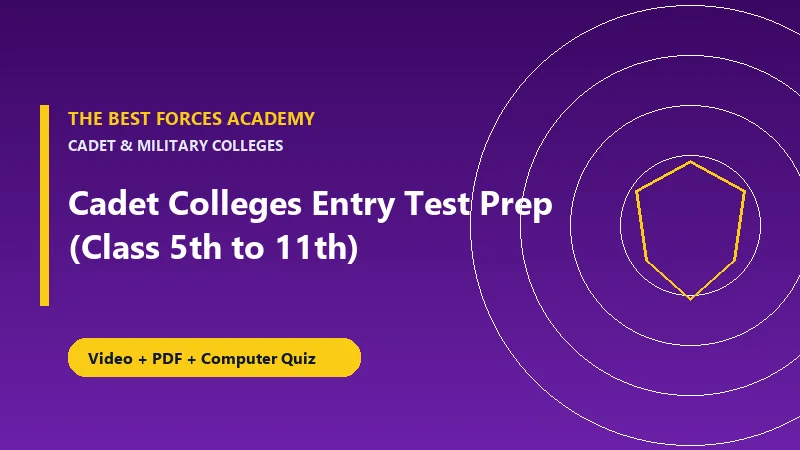 THE BEST FORCES ACADEMY
CADET & MILITARY COLLEGES
Cadet Colleges Entry Test Prep
(Class 5th to 11th)
Video + PDF + Computer Quiz